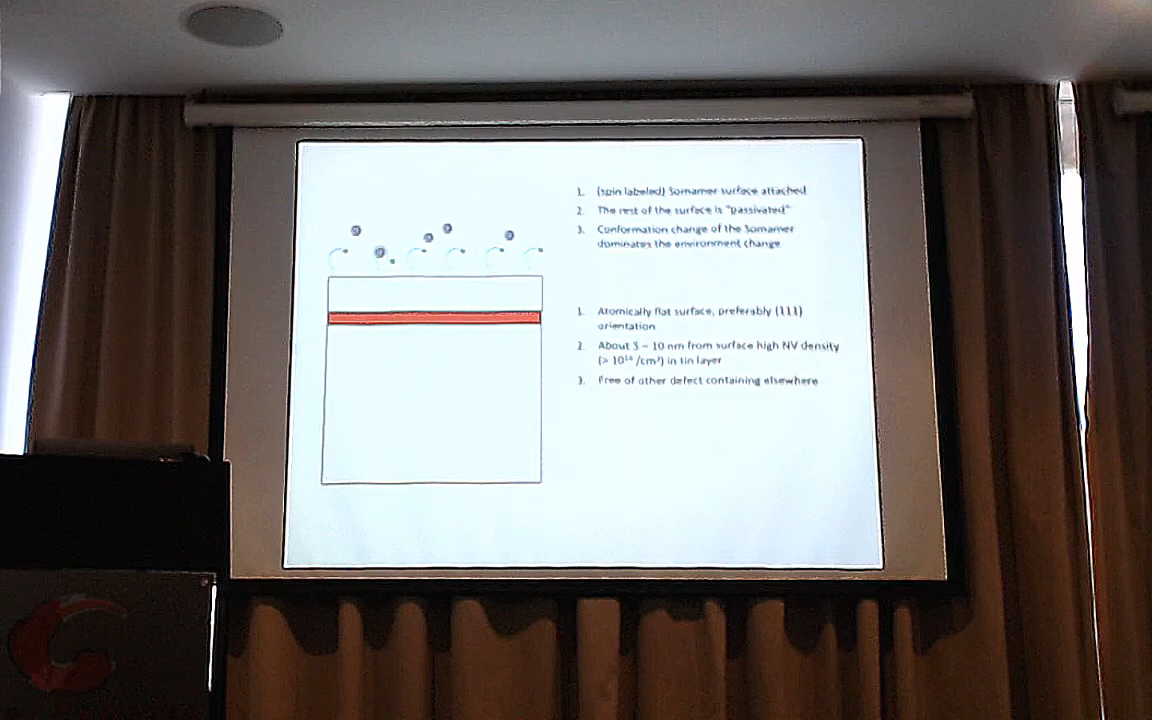 1. (spin labeled) Somamer surface attached
2. The rest of the surface is "passivated"
3. Conformation change of the Somamer
dominates the environment change
1. Atomically flat surface, preferably (111)
orientation
2. About 5 – 10 nm from surface high NV density
(> /cm²) in tin layer
3. Free of other defect containing elsewhere